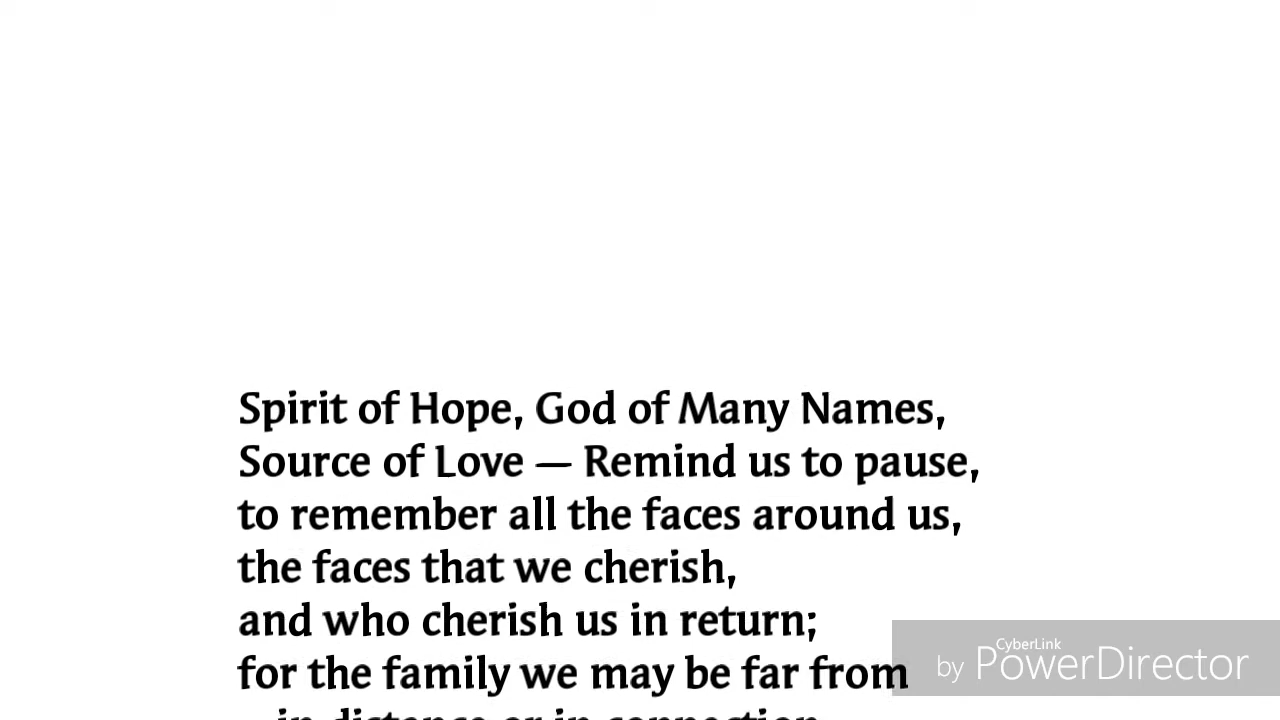 Spirit of Hope, God of Many Names,
Source of Love — Remind us to pause,
to remember all the faces around us,
the faces that we cherish,
and who cherish us in return;
for the family we may be far from
in distance or in connection
CyberLink
by PowerDirector